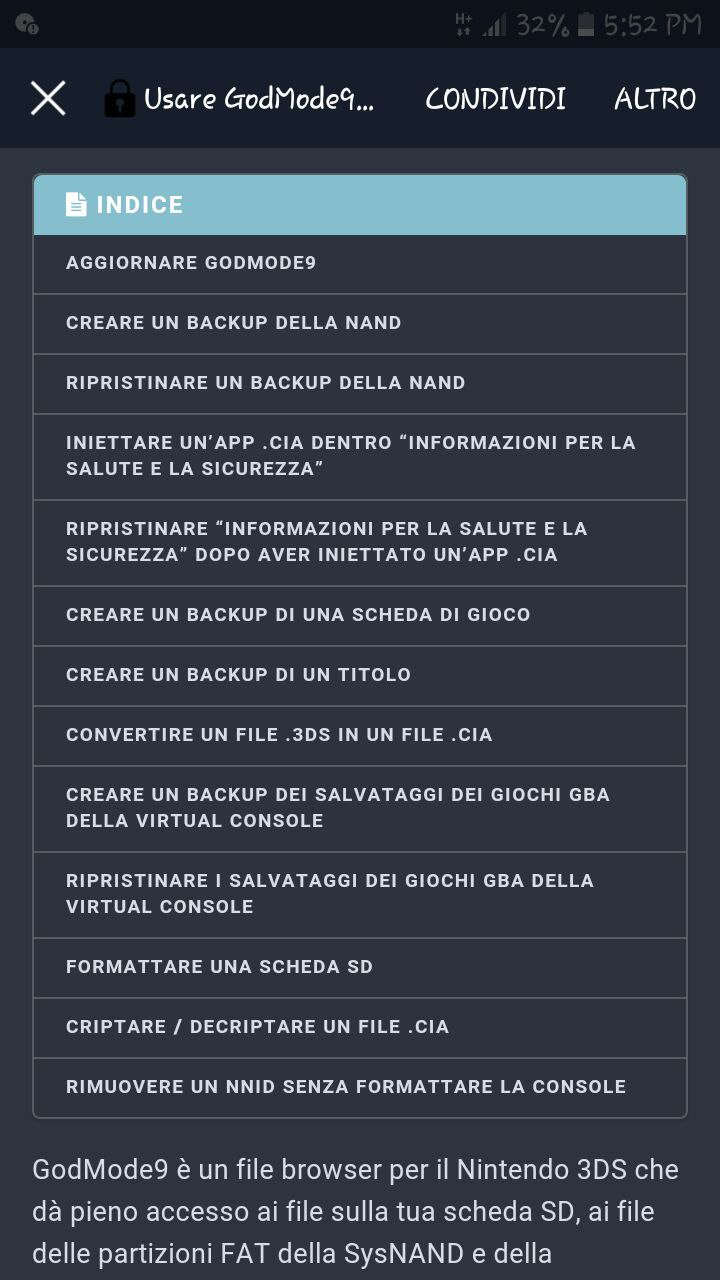 H+ 32% 5:52 PM
Usare GodMode9... CONDIVIDI ALTRO
INDICE
AGGIORNARE GODMODE9
CREARE UN BACKUP DELLA NAND
RIPRISTINARE UN BACKUP DELLA NAND
INIETTARE UN’APP .CIA DENTRO “INFORMAZIONI PER LA
SALUTE E LA SICUREZZA”
RIPRISTINARE “INFORMAZIONI PER LA SALUTE E LA
SICUREZZA” DOPO AVER INIETTATO UN’APP .CIA
CREARE UN BACKUP DI UNA SCHEDA DI GIOCO
CREARE UN BACKUP DI UN TITOLO
CONVERTIRE UN FILE .3DS IN UN FILE .CIA
CREARE UN BACKUP DEI SALVATAGGI DEI GIOCHI GBA
DELLA VIRTUAL CONSOLE
RIPRISTINARE I SALVATAGGI DEI GIOCHI GBA DELLA
VIRTUAL CONSOLE
FORMATTARE UNA SCHEDA SD
CRIPTARE / DECRIPTARE UN FILE .CIA
RIMUOVERE UN NNID SENZA FORMATTARE LA CONSOLE
GodMode9 è un file browser per il Nintendo 3DS che
dà pieno accesso ai file sulla tua scheda SD, ai file
delle partizioni FAT della SysNAND e della